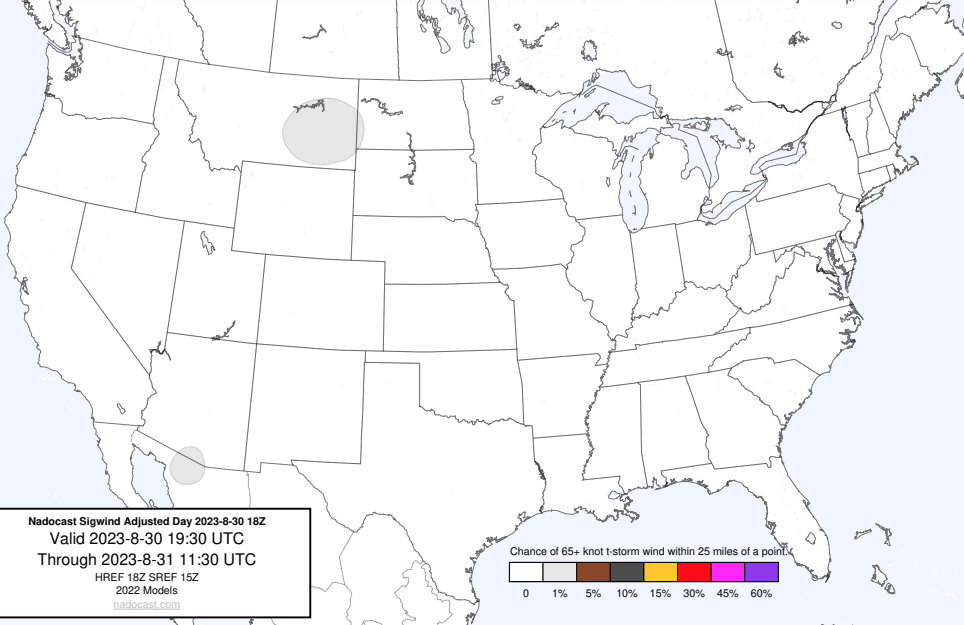 Nadocast Sigwind Adjusted Day 2023-8-30 18Z
Valid 2023-8-30 19:30 UTC
Through 2023-8-31 11:30 UTC
HREF 18Z SREF 15Z
2022 Models
nadocast.com
Chance of 65+ knot t-storm wind within 25 miles of a point.
0 1% 5% 10% 15% 30% 45% 60%